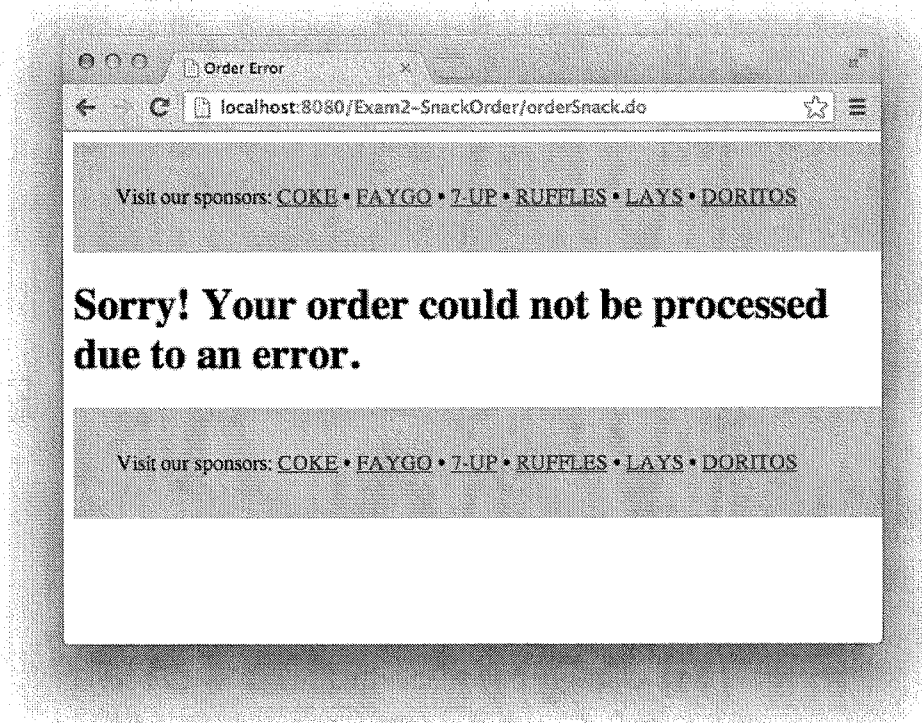 Order Error
localhost:8080/Exam2-SnackOrder/orderSnack.do
Visit our sponsors: COKE • FAYGO • 7-UP • RUFFLES • LAYS • DORITOS
Sorry! Your order could not be processed
due to an error.
Visit our sponsors: COKE • FAYGO • 7-UP • RUFFLES • LAYS • DORITOS